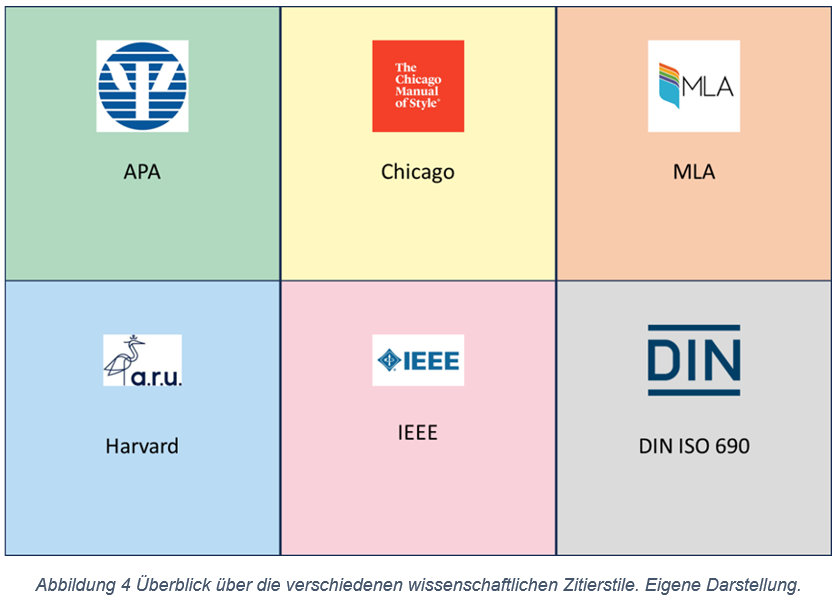 The
Chicago
Manual
of Style®
MLA
APA
Chicago
MLA
a.r.u.
IEEE
DIN
Harvard
IEEE
DIN ISO 690
Abbildung 4 Überblick über die verschiedenen wissenschaftlichen Zitierstile. Eigene Darstellung.